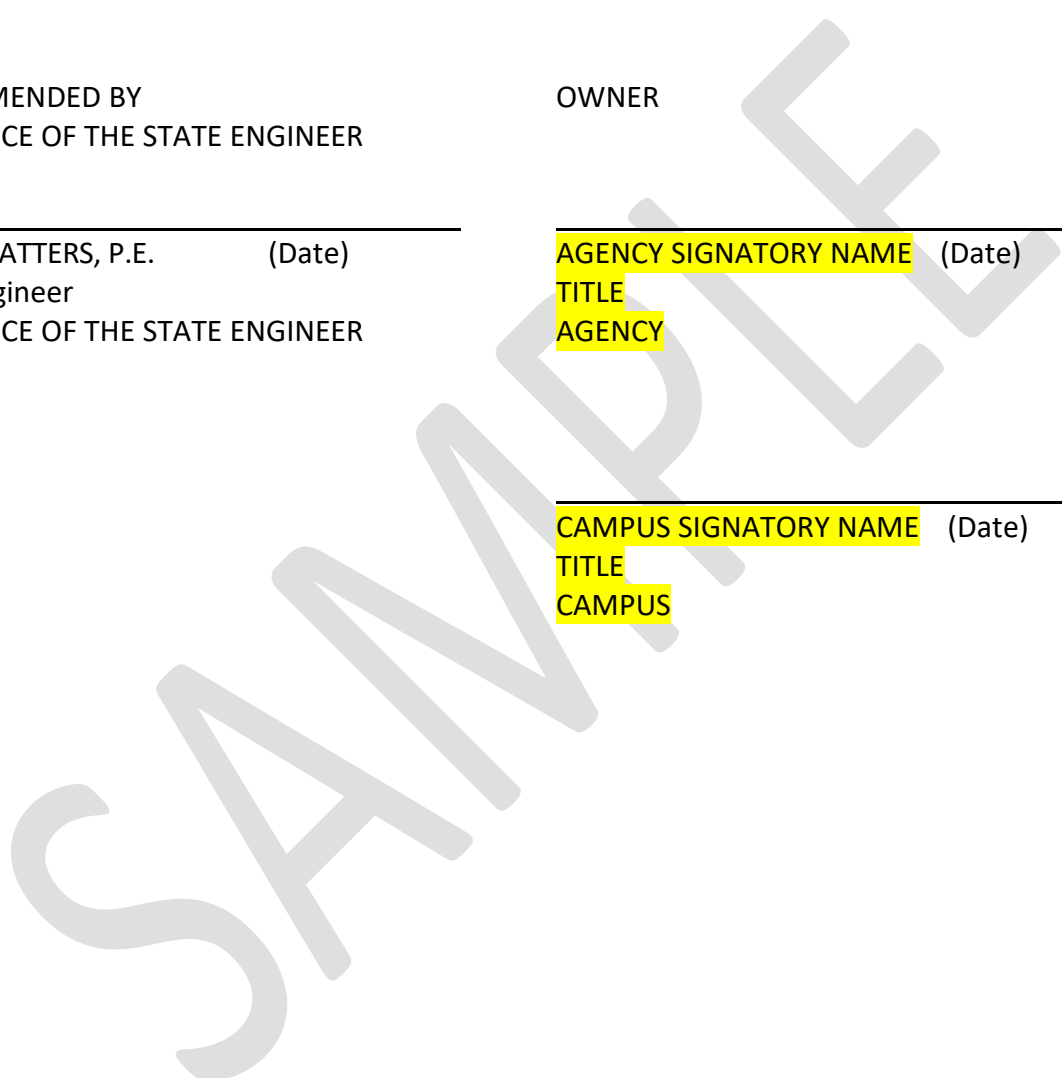 MENDED BY
CE OF THE STATE ENGINEER
ATTERS, P.E. (Date)
gineer
CE OF THE STATE ENGINEER
OWNER
AGENCY SIGNATORY NAME (Date)
TITLE
AGENCY
CAMPUS SIGNATORY NAME (Date)
TITLE
CAMPUS
SAMPLE